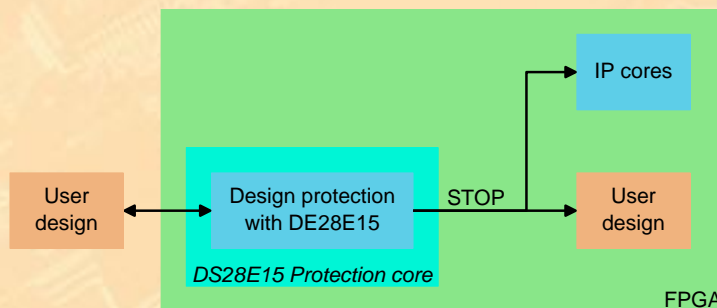 IP cores
User
design
Design protection
with DE28E15
STOP
User
design
DS28E15 Protection core
FPGA